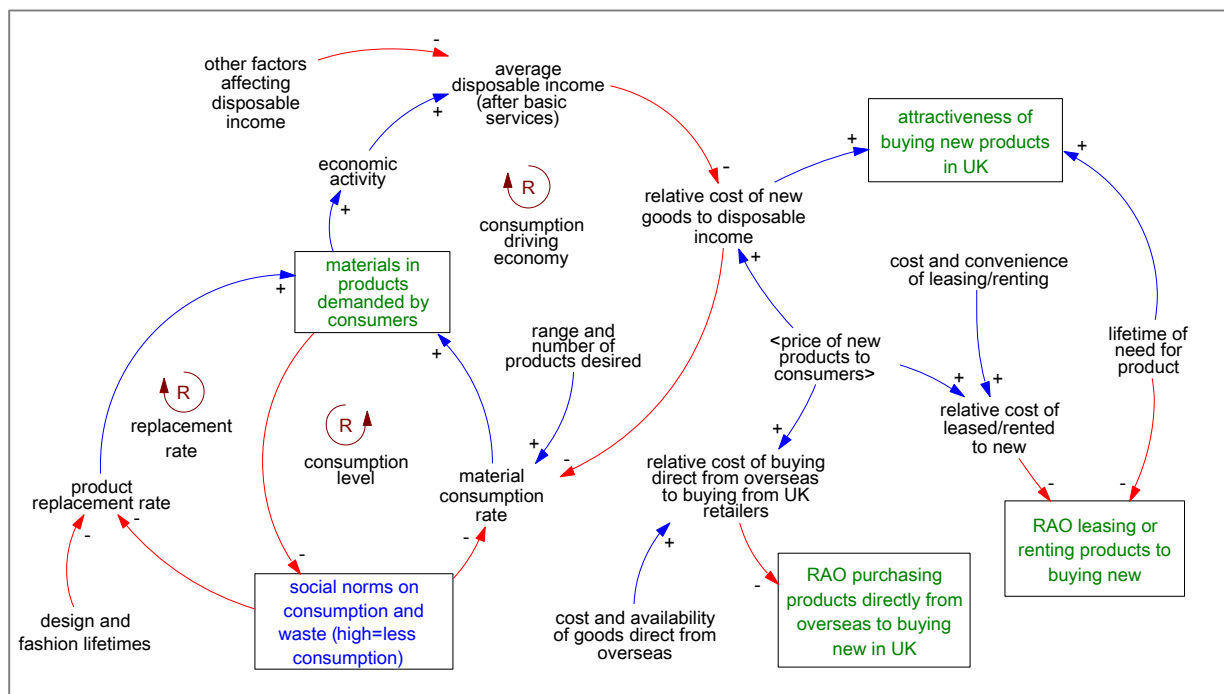 other factors
affecting
disposable
income
-
average
disposable income
(after basic
services)
+
economic
activity
+
R
consumption
driving
economy
-
relative cost of new
goods to disposable
income
+
attractiveness of
buying new products
in UK
+
+
materials in
products
demanded by
consumers
+
+
range and
number of
products desired
+
<price of new
products to
consumers>
+
+
cost and convenience
of leasing/renting
+
relative cost of
leased/rented
to new
-
lifetime of
need for
product
-
R
replacement
rate
R
consumption
level
product
replacement rate
-
-
material
consumption
rate
-
-
relative cost of buying
direct from overseas
to buying from UK
retailers
+
-
RAO leasing or
renting products to
buying new
design and
fashion lifetimes
-
social norms on
consumption and
waste (high=less
consumption)
cost and availability
of goods direct from
overseas
RAO purchasing
products directly from
overseas to buying
new in UK